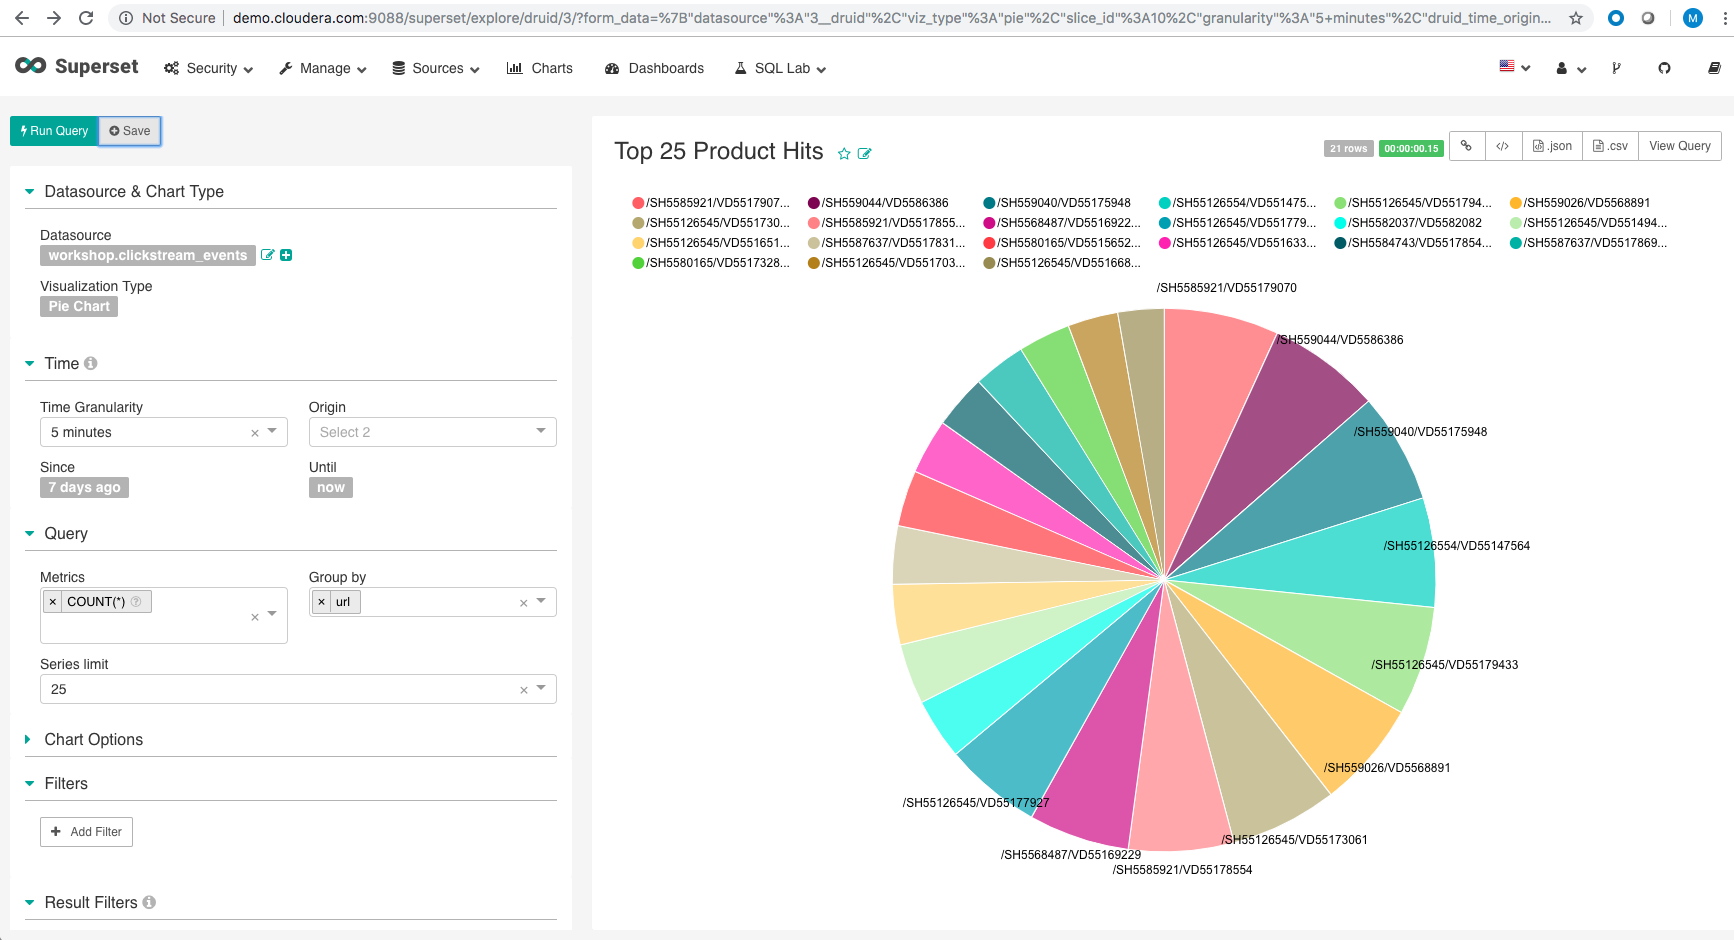 Not Secure | demo.cloudera.com:9088/superset/explore/druid/3/?form_data=%7B"datasource"%3A"3__druid"%2C"viz_type"%3A"pie"%2C"slice_id"%3A10%2C"granularity"%3A"5+minutes"%2C"druid_time_origin... M
Superset Security Manage Sources Charts Dashboards SQL Lab
Run Query Save
Top 25 Product Hits
21 rows 00:00:00.15 </> .json .csv View Query
Datasource & Chart Type
Datasource
workshop.clickstream_events
Visualization Type
Pie Chart
Time
Time Granularity Origin
5 minutes × Select 2
Since Until
7 days ago now
Query
Metrics Group by
× COUNT(*) × × url ×
Series limit
25 ×
Chart Options
Filters
+ Add Filter
Result Filters
/SH5585921/VD5517907... /SH559044/VD5586386 /SH559040/VD55175948 /SH55126554/VD551475... /SH55126545/VD551794... /SH559026/VD5568891
/SH55126545/VD551730... /SH5585921/VD5517855... /SH5568487/VD5516922... /SH55126545/VD551779... /SH5582037/VD5582082 /SH55126545/VD551494...
/SH55126545/VD551651... /SH5587637/VD5517831... /SH5580165/VD5515652... /SH55126545/VD551633... /SH5584743/VD5517854... /SH5587637/VD5517869...
/SH5580165/VD5517328... /SH55126545/VD551703... /SH55126545/VD551668...
/SH5585921/VD55179070
/SH559044/VD5586386
/SH559040/VD55175948
/SH55126554/VD55147564
/SH55126545/VD55179433
/SH559026/VD5568891
/SH55126545/VD55177927
/SH55126545/VD55173061
/SH5568487/VD55169229
/SH5585921/VD55178554